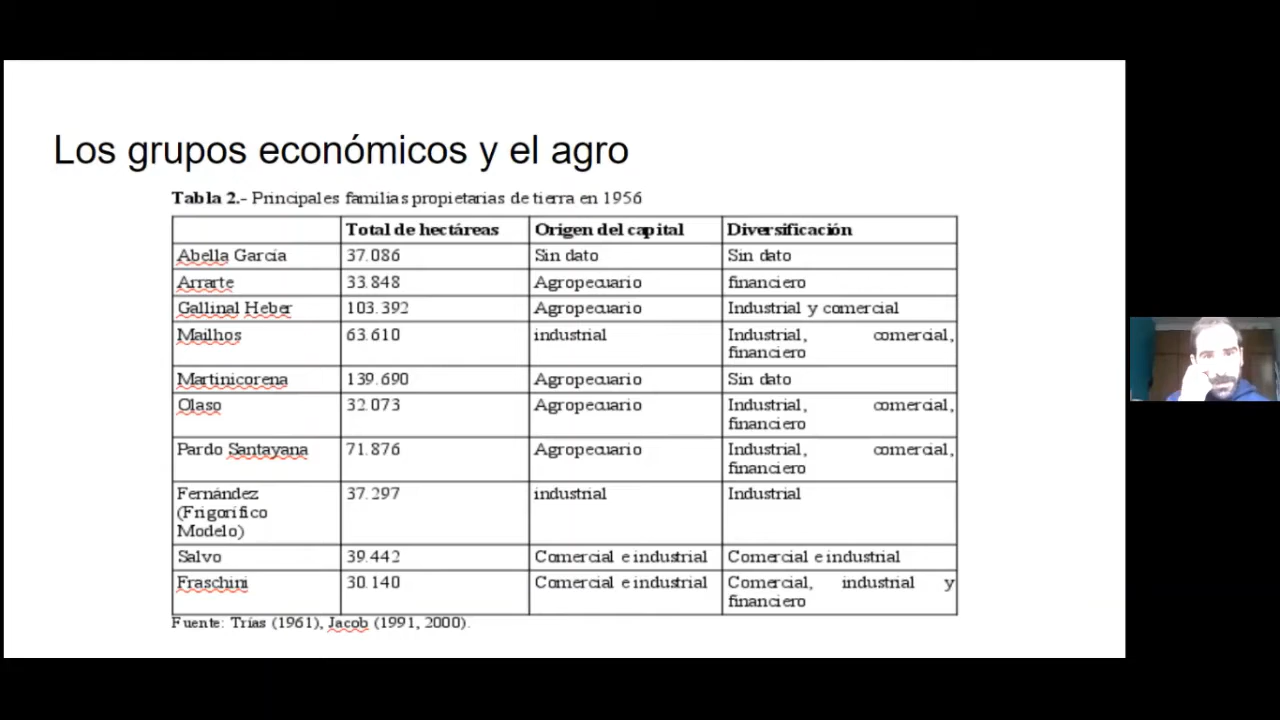 Los grupos económicos y el agro
Tabla 2.- Principales familias propietarias de tierra en 1956
Total de hectáreas Origen del capital Diversificación
Abella García 37.086 Sin dato Sin dato
Arrarte 33.848 Agropecuario financiero
Gallinal Heber 103.392 Agropecuario Industrial y comercial
Mailhos 63.610 industrial Industrial, comercial,
financiero
Martinicorena 139.690 Agropecuario Sin dato
Olaso 32.073 Agropecuario Industrial, comercial,
financiero
Pardo Santayana 71.876 Agropecuario Industrial, comercial,
financiero
Fernández 37.297 industrial Industrial
(Frigorífico
Modelo)
Salvo 39.442 Comercial e industrial Comercial e industrial
Fraschini 30.140 Comercial e industrial Comercial, industrial y
financiero
Fuente: Trías (1961), Jacob (1991, 2000).